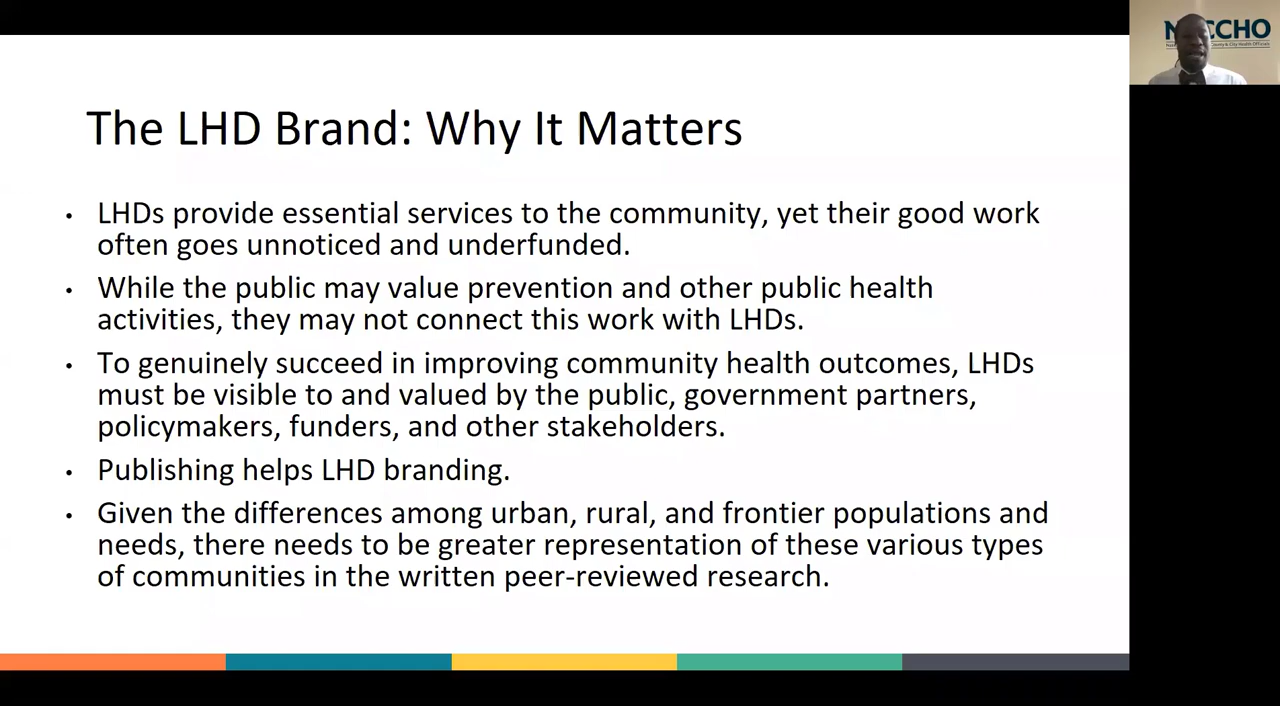 The LHD Brand: Why It Matters
• LHDs provide essential services to the community, yet their good work
often goes unnoticed and underfunded.
• While the public may value prevention and other public health
activities, they may not connect this work with LHDs.
• To genuinely succeed in improving community health outcomes, LHDs
must be visible to and valued by the public, government partners,
policymakers, funders, and other stakeholders.
• Publishing helps LHD branding.
• Given the differences among urban, rural, and frontier populations and
needs, there needs to be greater representation of these various types
of communities in the written peer-reviewed research.
County & City Health Officials